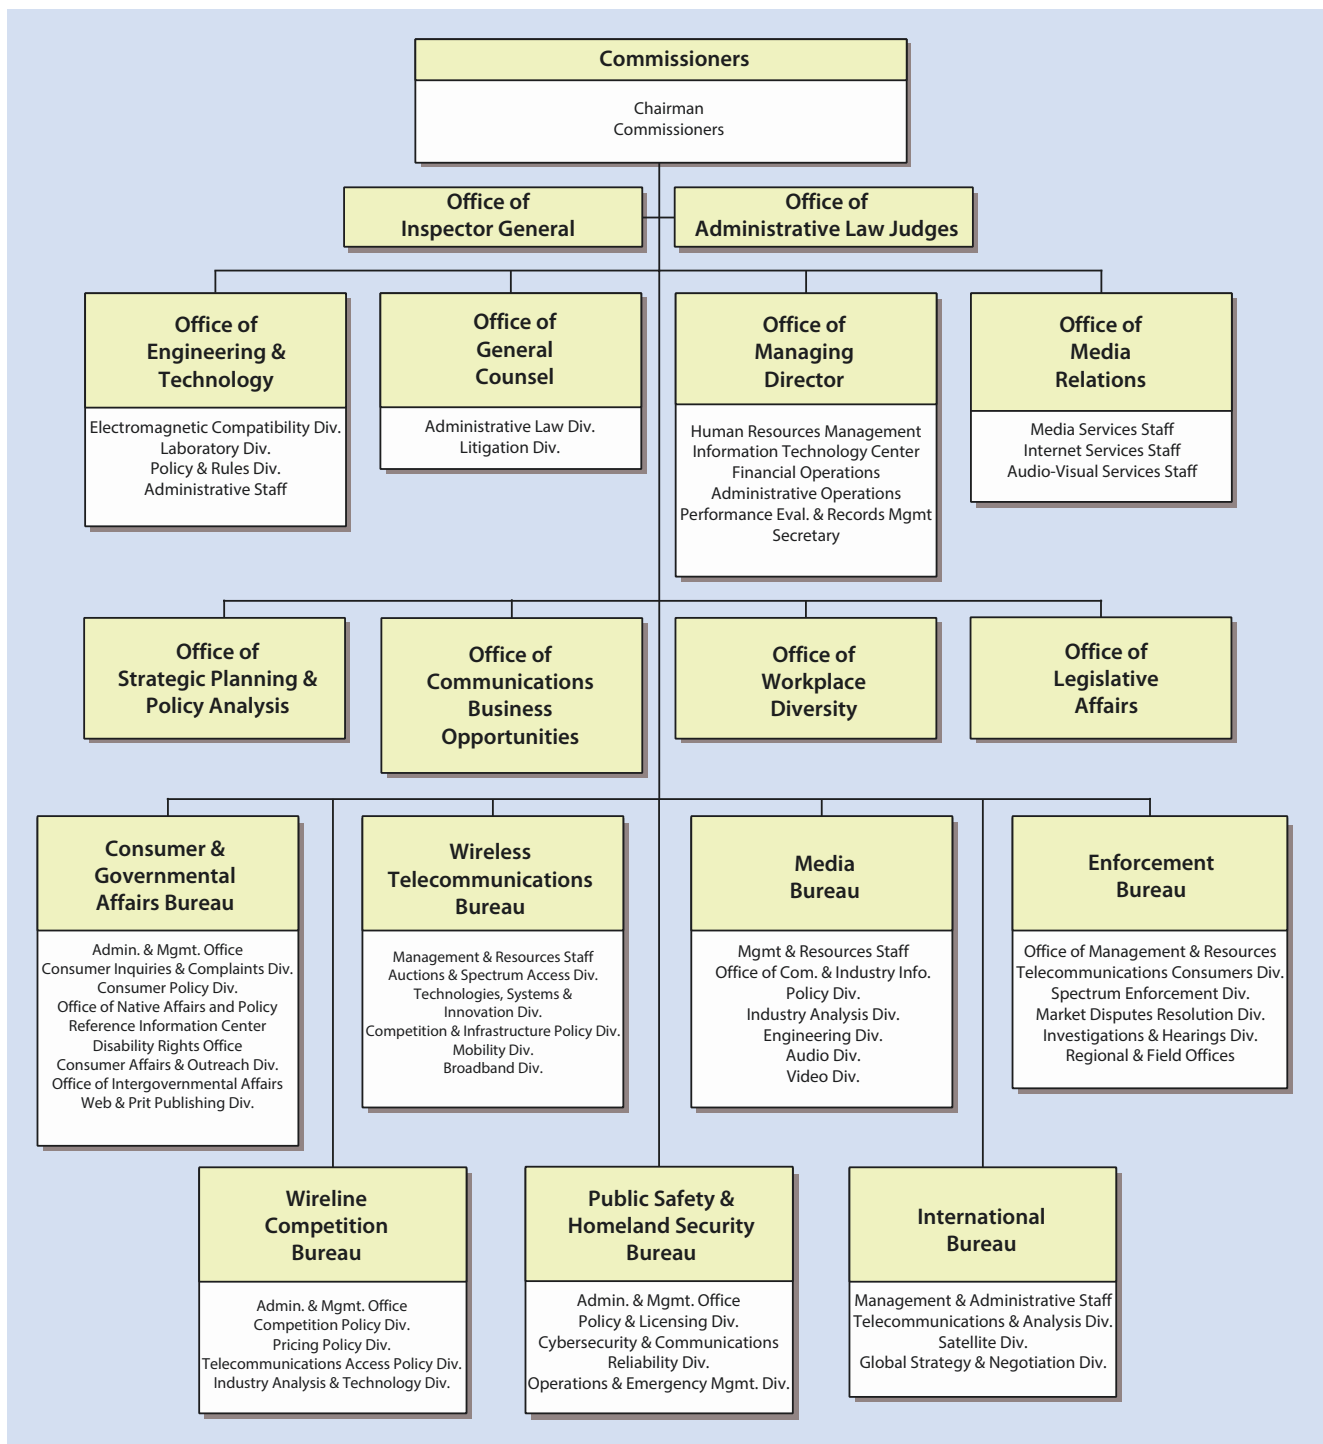 Commissioners
Chairman
Commissioners
Office of
Inspector General
Office of
Administrative Law Judges
Office of
Engineering &
Technology
Electromagnetic Compatibility Div.
Laboratory Div.
Policy & Rules Div.
Administrative Staff
Office of
General
Counsel
Administrative Law Div.
Litigation Div.
Office of
Managing
Director
Human Resources Management
Information Technology Center
Financial Operations
Administrative Operations
Performance Eval. & Records Mgmt
Secretary
Office of
Media
Relations
Media Services Staff
Internet Services Staff
Audio-Visual Services Staff
Office of
Strategic Planning &
Policy Analysis
Office of
Communications
Business
Opportunities
Office of
Workplace
Diversity
Office of
Legislative
Affairs
Consumer &
Governmental
Affairs Bureau
Admin. & Mgmt. Office
Consumer Inquiries & Complaints Div.
Consumer Policy Div.
Office of Native Affairs and Policy
Reference Information Center
Disability Rights Office
Consumer Affairs & Outreach Div.
Office of Intergovernmental Affairs
Web & Prit Publishing Div.
Wireless
Telecommunications
Bureau
Management & Resources Staff
Auctions & Spectrum Access Div.
Technologies, Systems &
Innovation Div.
Competition & Infrastructure Policy Div.
Mobility Div.
Broadband Div.
Media
Bureau
Mgmt & Resources Staff
Office of Com. & Industry Info.
Policy Div.
Industry Analysis Div.
Engineering Div.
Audio Div.
Video Div.
Enforcement
Bureau
Office of Management & Resources
Telecommunications Consumers Div.
Spectrum Enforcement Div.
Market Disputes Resolution Div.
Investigations & Hearings Div.
Regional & Field Offices
Wireline
Competition
Bureau
Admin. & Mgmt. Office
Competition Policy Div.
Pricing Policy Div.
Telecommunications Access Policy Div.
Industry Analysis & Technology Div.
Public Safety &
Homeland Security
Bureau
Admin. & Mgmt. Office
Policy & Licensing Div.
Cybersecurity & Communications
Reliability Div.
Operations & Emergency Mgmt. Div.
International
Bureau
Management & Administrative Staff
Telecommunications & Analysis Div.
Satellite Div.
Global Strategy & Negotiation Div.